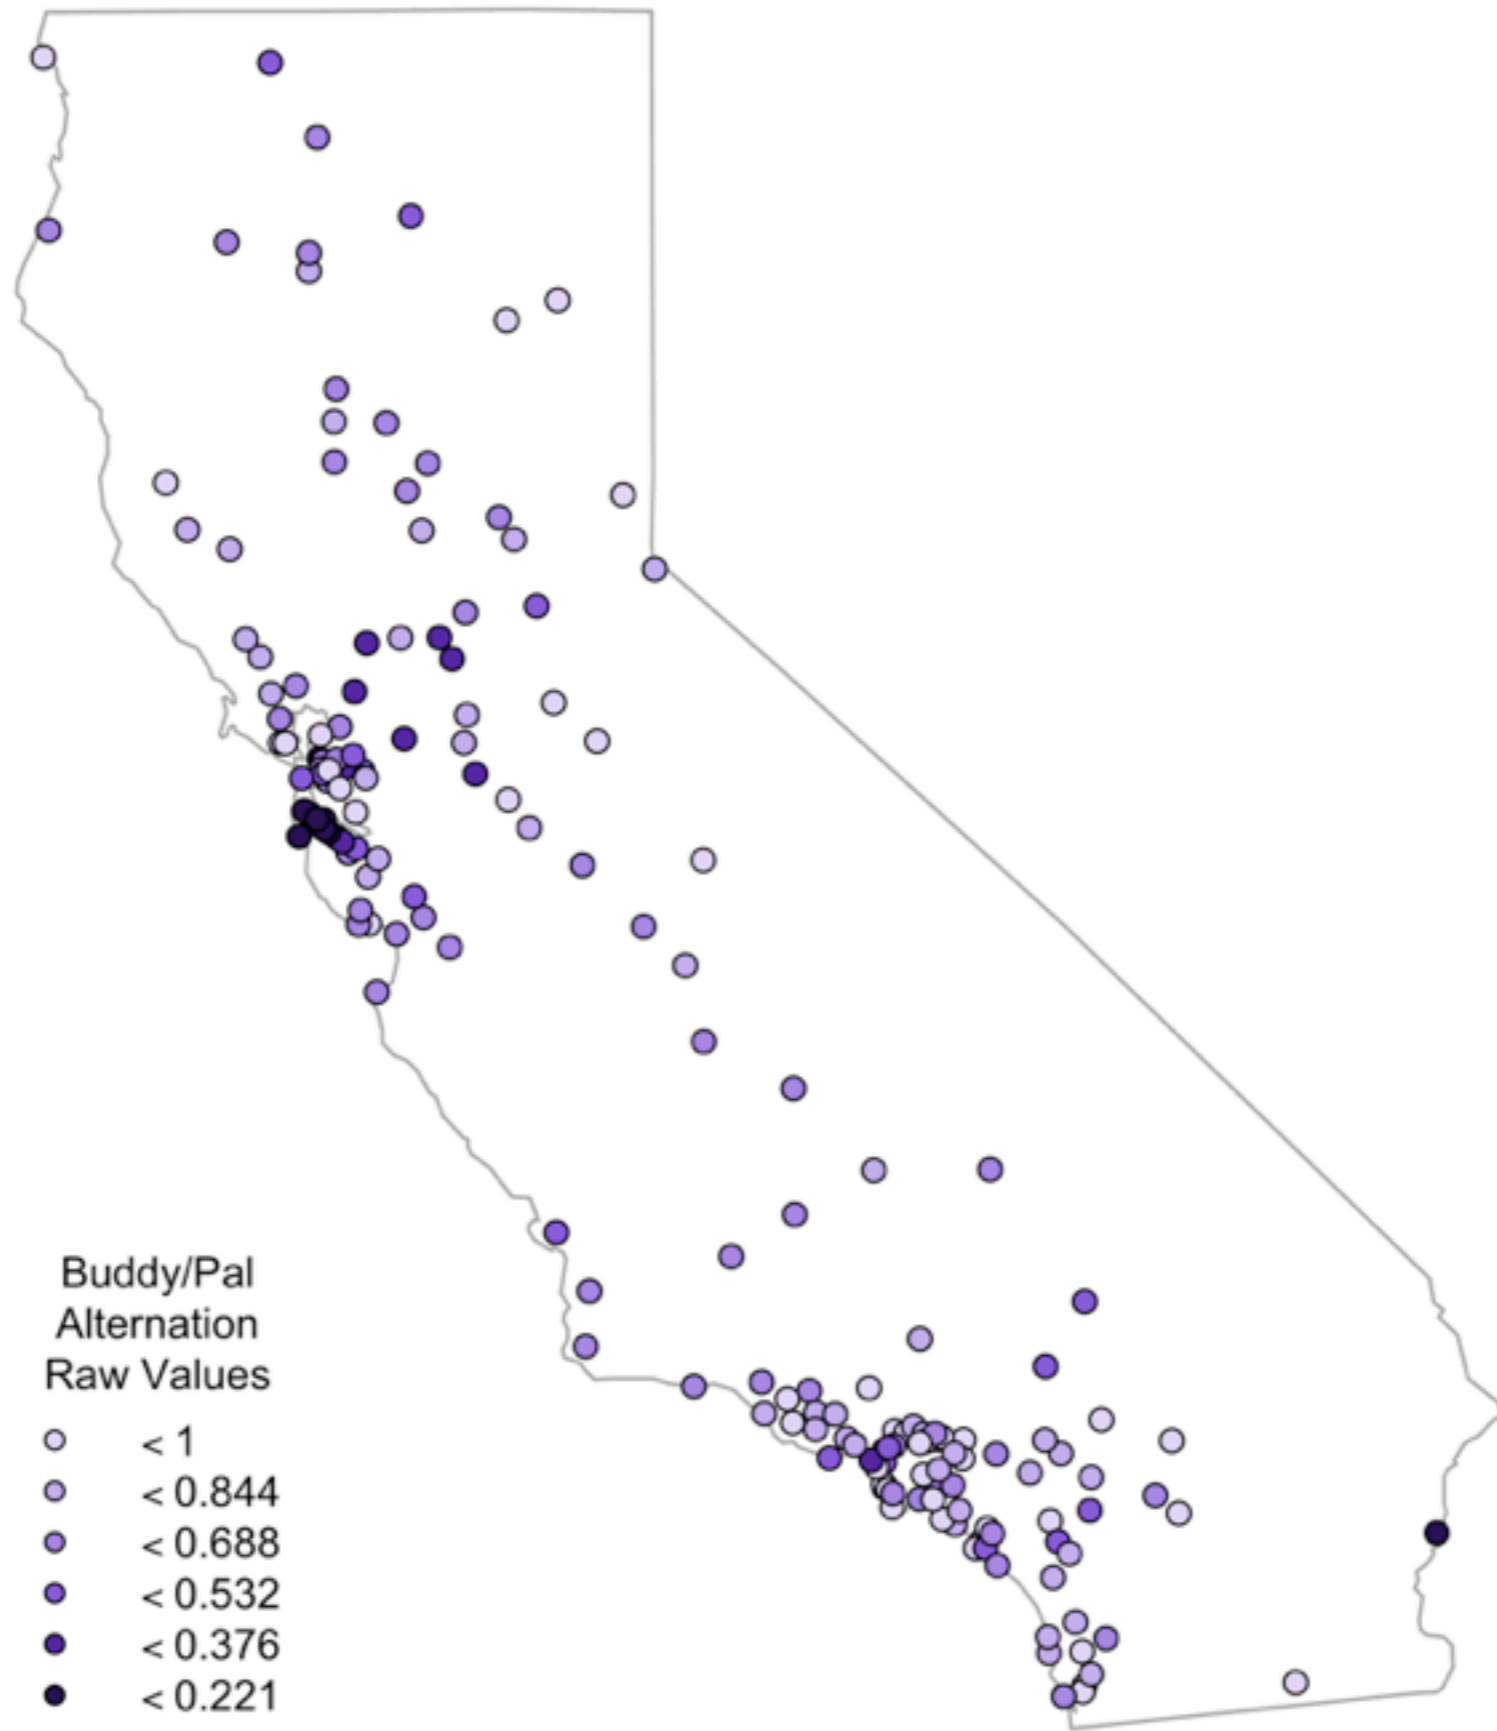 Buddy/Pal
Alternation
Raw Values
< 1
< 0.844
< 0.688
< 0.532
< 0.376
< 0.221